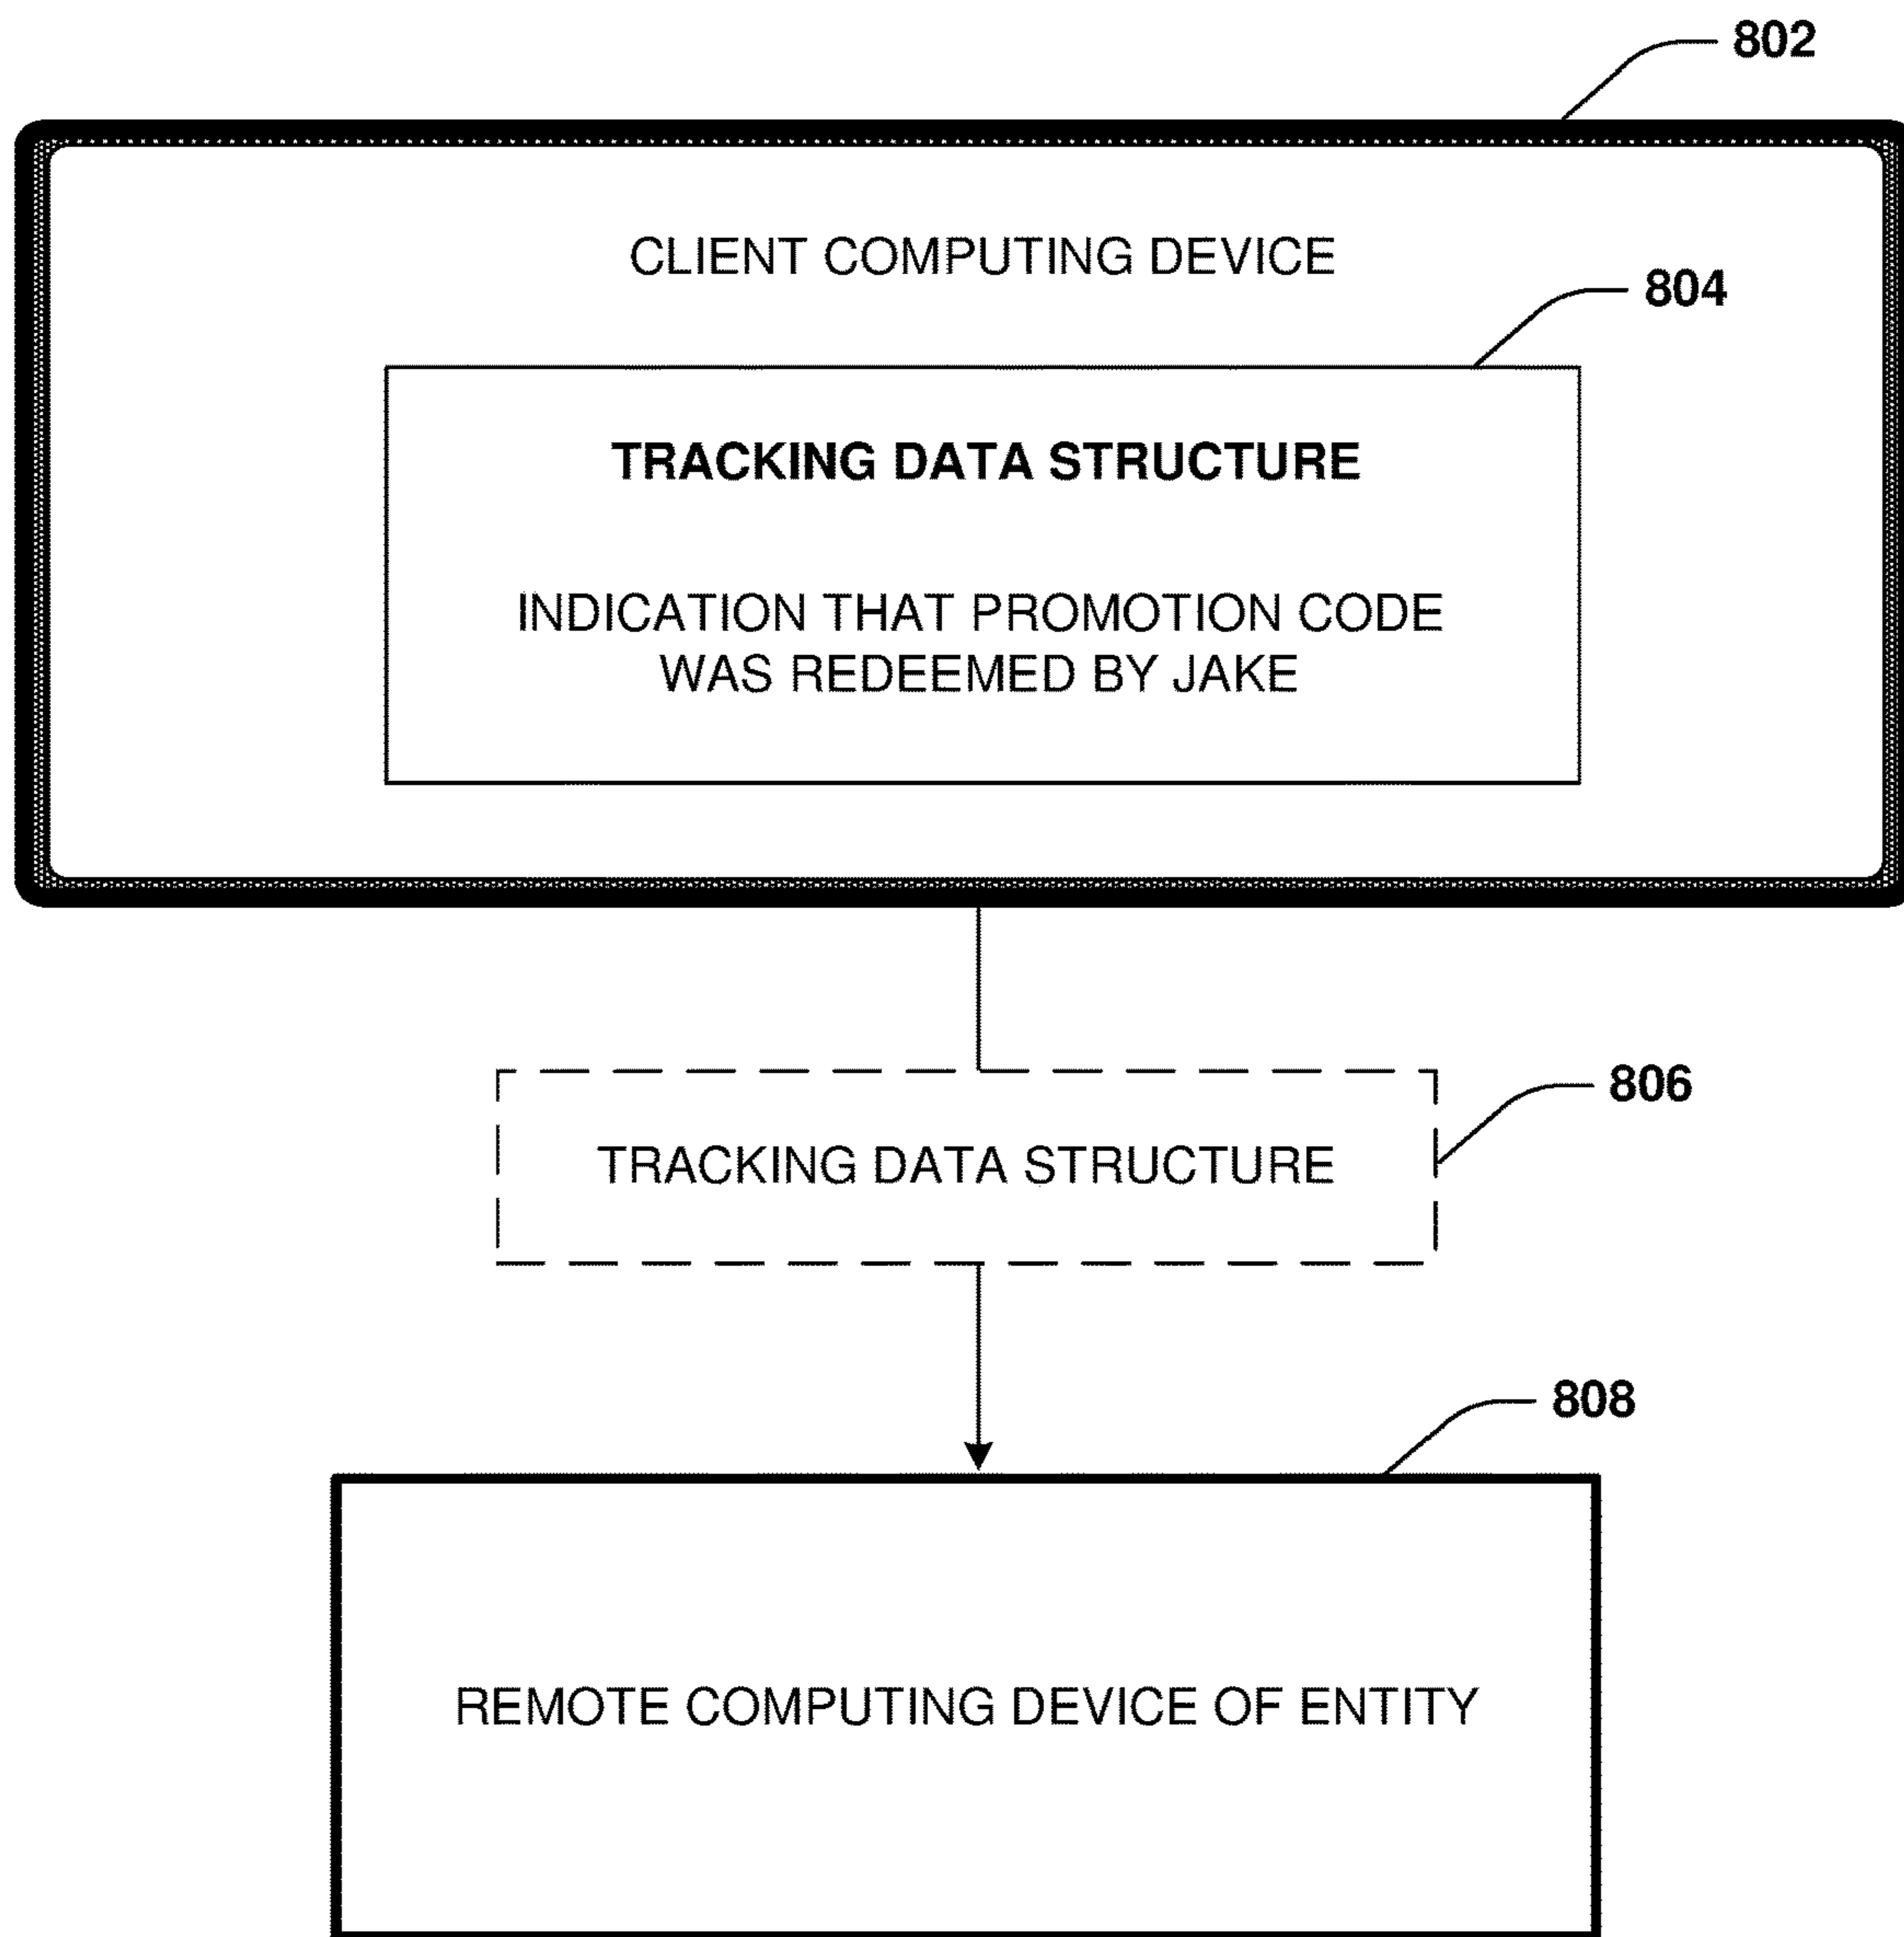 802
CLIENT COMPUTING DEVICE
804
TRACKING DATA STRUCTURE
INDICATION THAT PROMOTION CODE
WAS REDEEMED BY JAKE
806
TRACKING DATA STRUCTURE
808
REMOTE COMPUTING DEVICE OF ENTITY